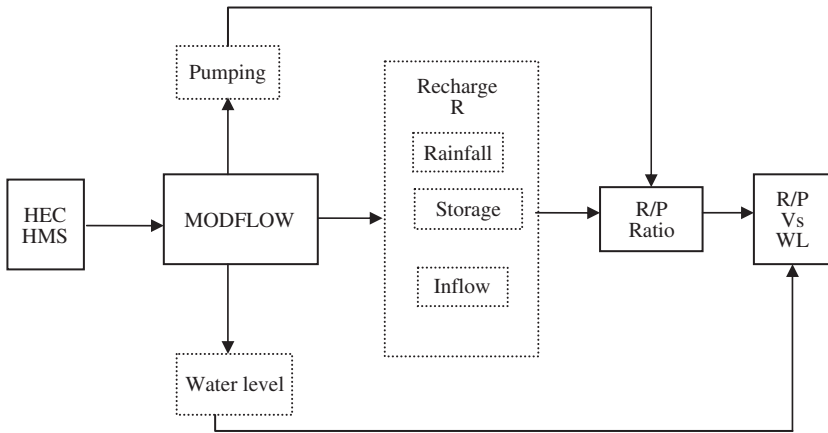 Pumping
Recharge
R
Rainfall
Storage
Inflow
HEC
HMS
MODFLOW
R/P
Ratio
R/P
Vs
WL
Water level